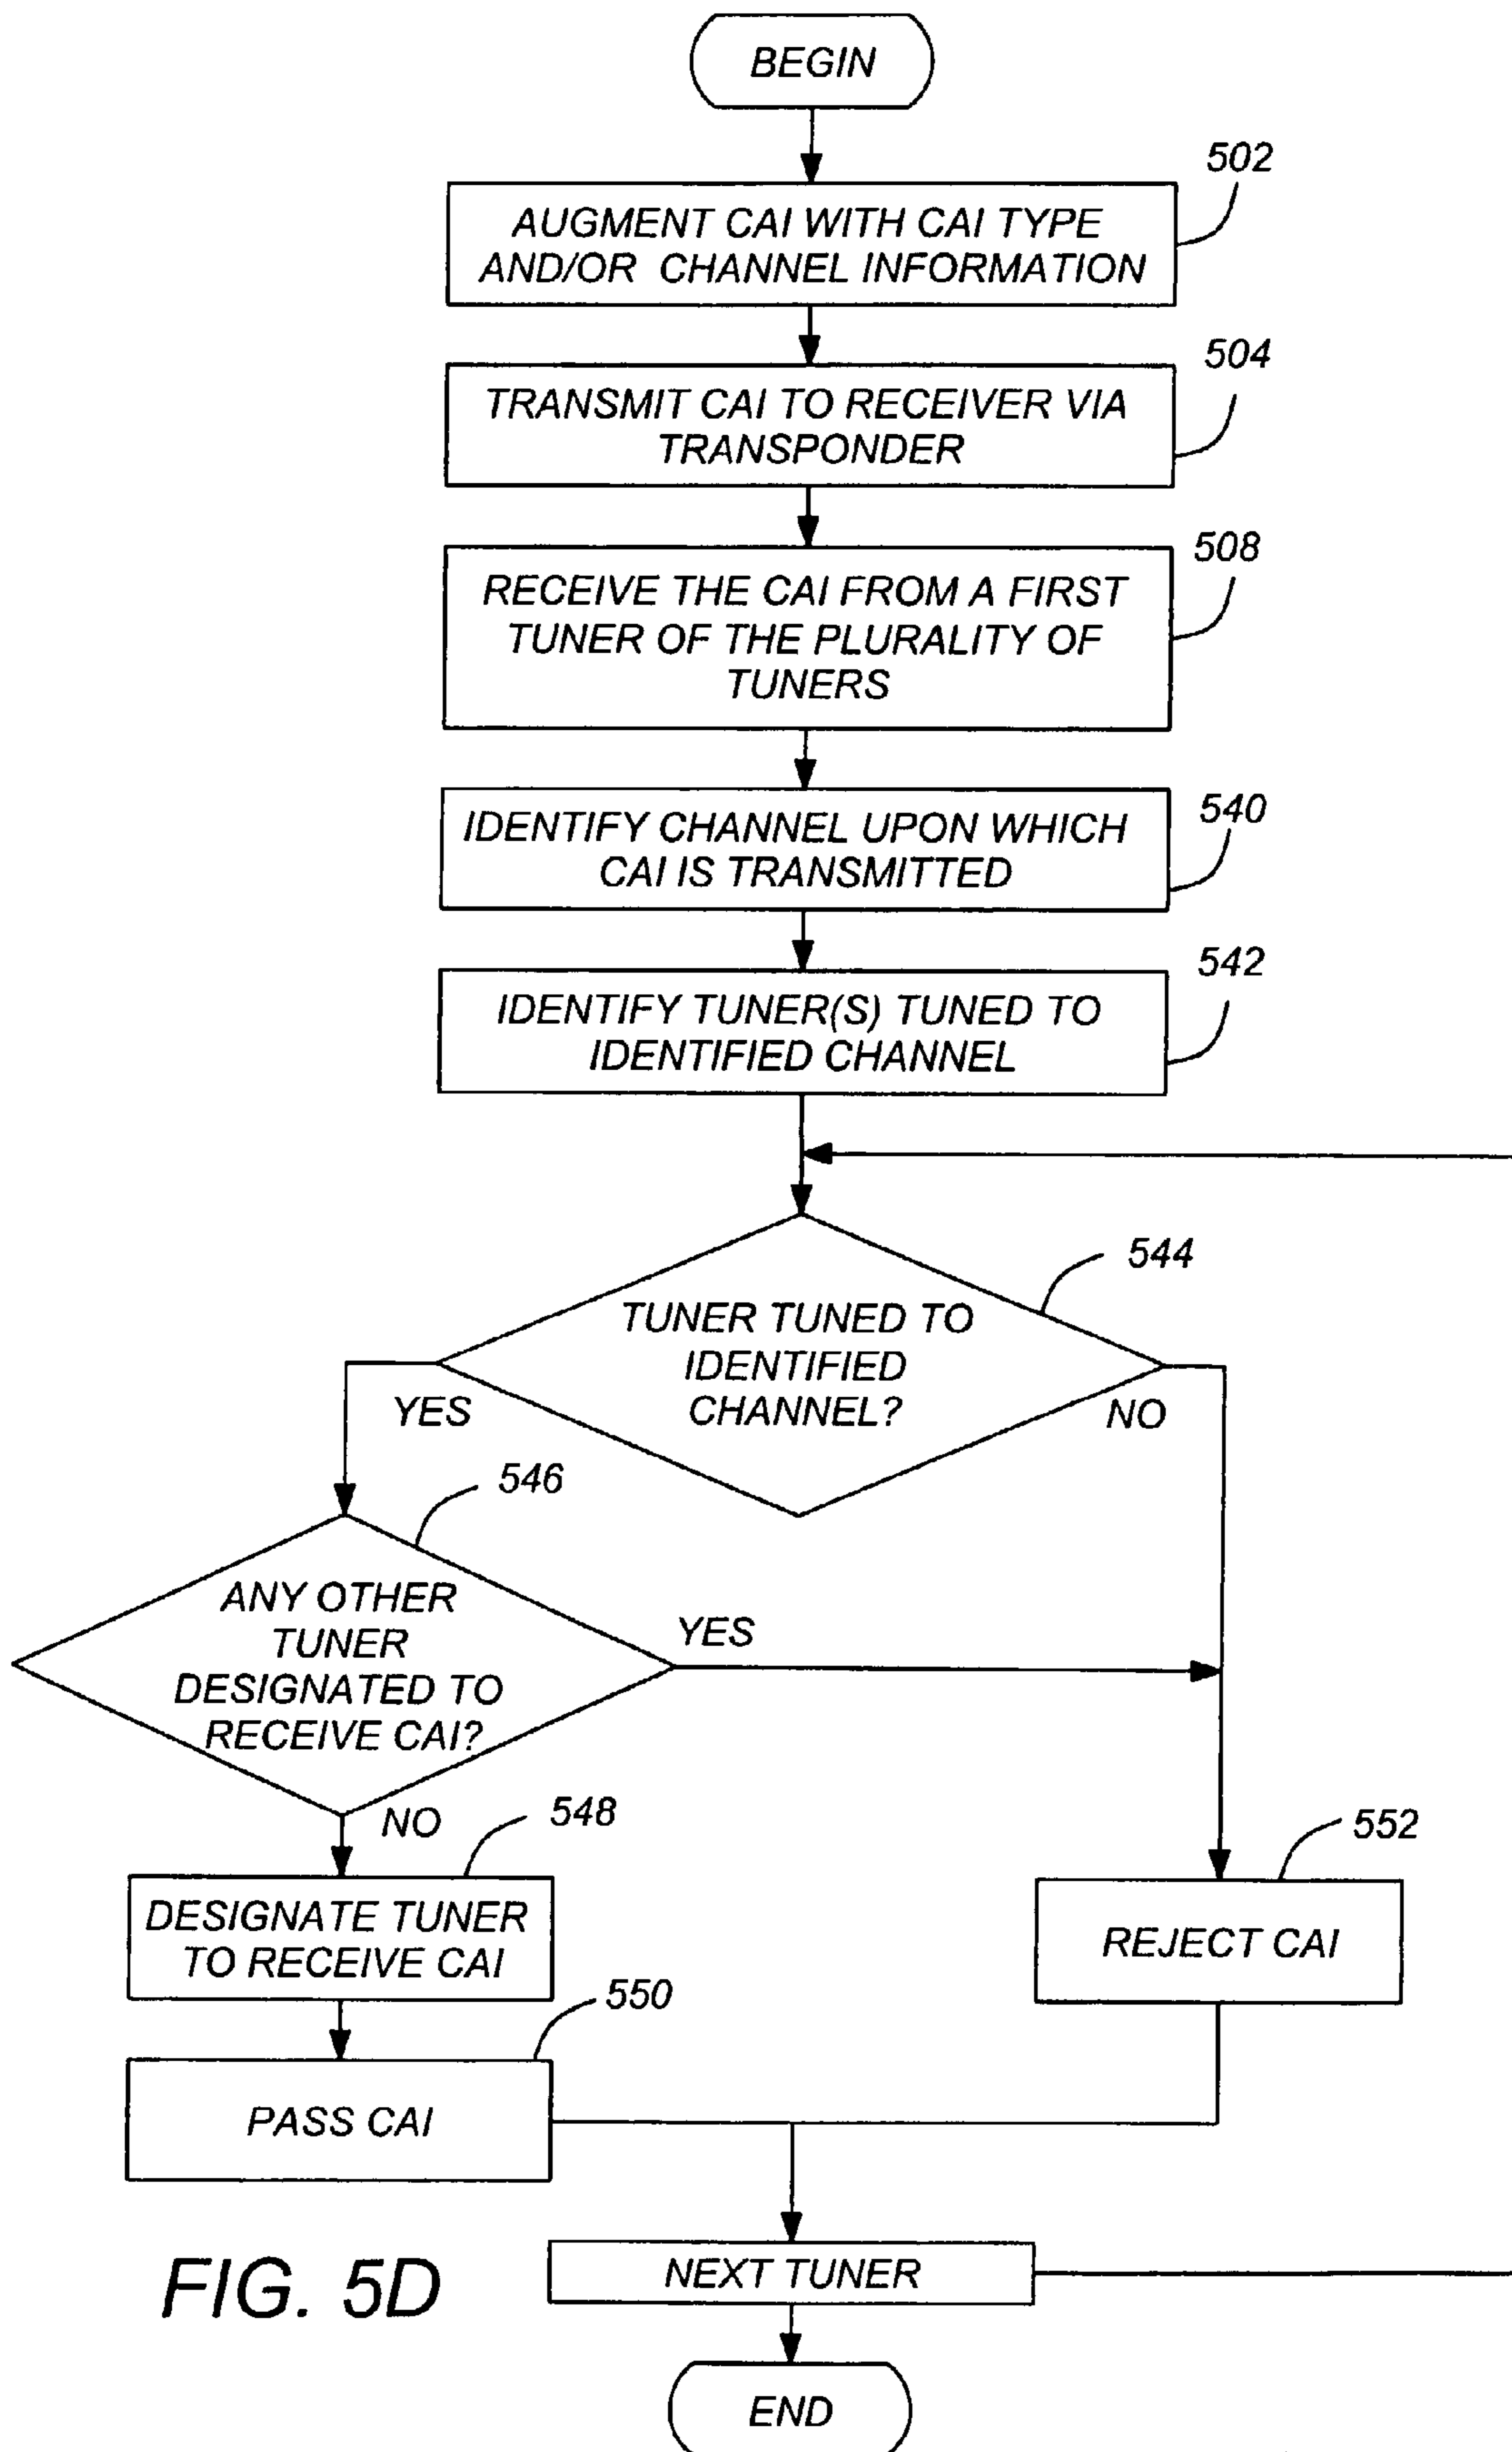 BEGIN
502
AUGMENT CAI WITH CAI TYPE
AND/OR CHANNEL INFORMATION
504
TRANSMIT CAI TO RECEIVER VIA
TRANSPONDER
508
RECEIVE THE CAI FROM A FIRST
TUNER OF THE PLURALITY OF
TUNERS
540
IDENTIFY CHANNEL UPON WHICH
CAI IS TRANSMITTED
542
IDENTIFY TUNER(S) TUNED TO
IDENTIFIED CHANNEL
544
TUNER TUNED TO
IDENTIFIED
CHANNEL?
YES
NO
546
ANY OTHER
TUNER
DESIGNATED TO
RECEIVE CAI?
YES
NO
548
DESIGNATE TUNER
TO RECEIVE CAI
552
REJECT CAI
550
PASS CAI
NEXT TUNER
FIG. 5D
END